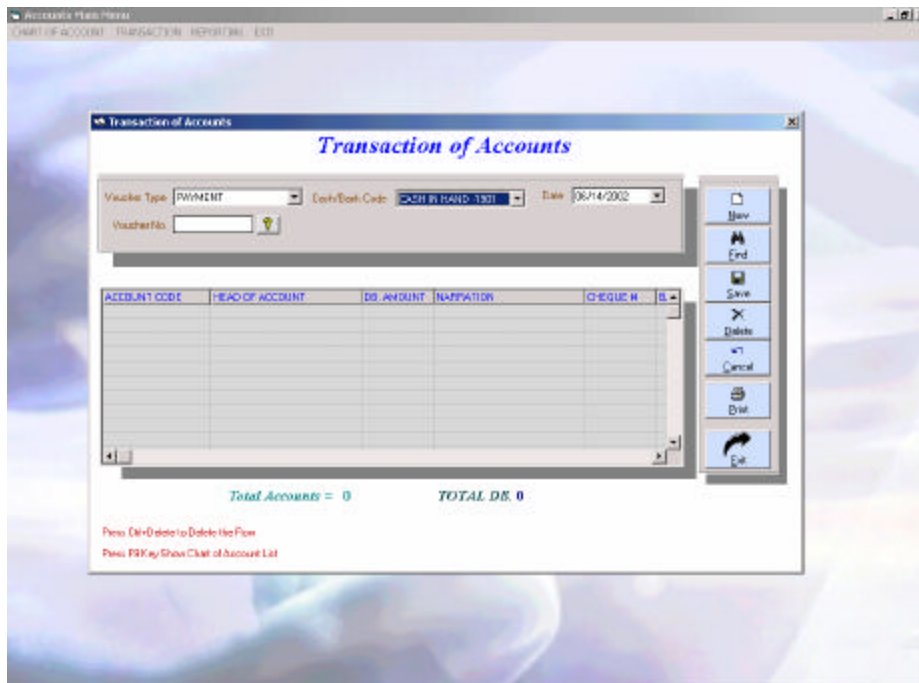 Accounts Main Menu
CHART OF ACCOUNT TRANSACTION REPORTING EXIT
Transaction of Accounts
Transaction of Accounts
Voucher Type PAYMENT Cash/Bank Code CASH IN HAND -1501 Date 06/14/2002
Voucher No.
New
Find
ACCOUNT CODE HEAD OF ACCOUNT DB. AMOUNT NARRATION CHEQUE N
Save
Delete
Cancel
Print
Exit
Total Accounts = 0 TOTAL DB. 0
Press Ctrl+Delete to Delete the Row
Press F9 Key Show Chart of Account List